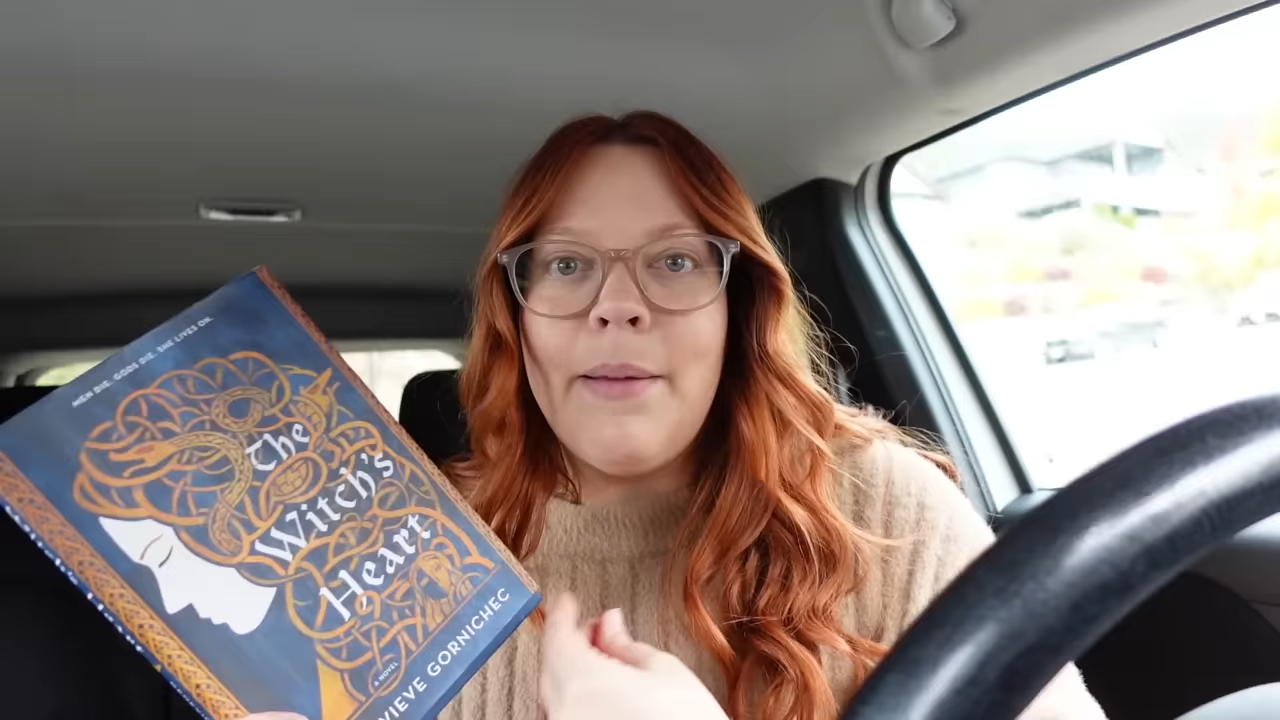 MEN DIE. GODS DIE. SHE LIVES ON.
The
Witch's
Heart
A NOVEL
VIEVE GORNICHEC